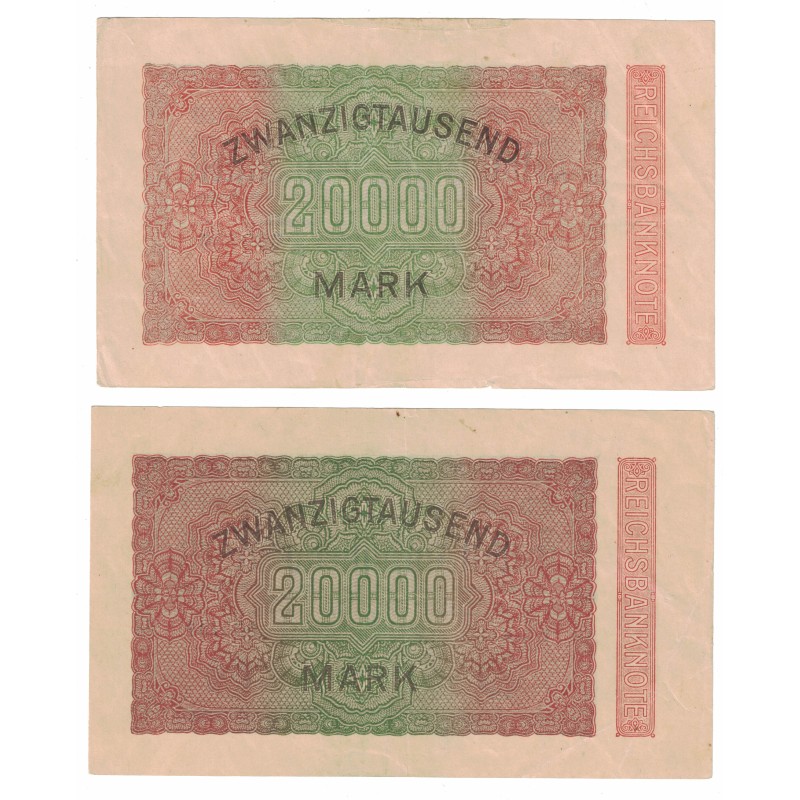 ZWANZIGTAUSEND
20000
MARK
REICHSBANKNOTE
ZWANZIGTAUSEND
20000
MARK
REICHSBANKNOTE